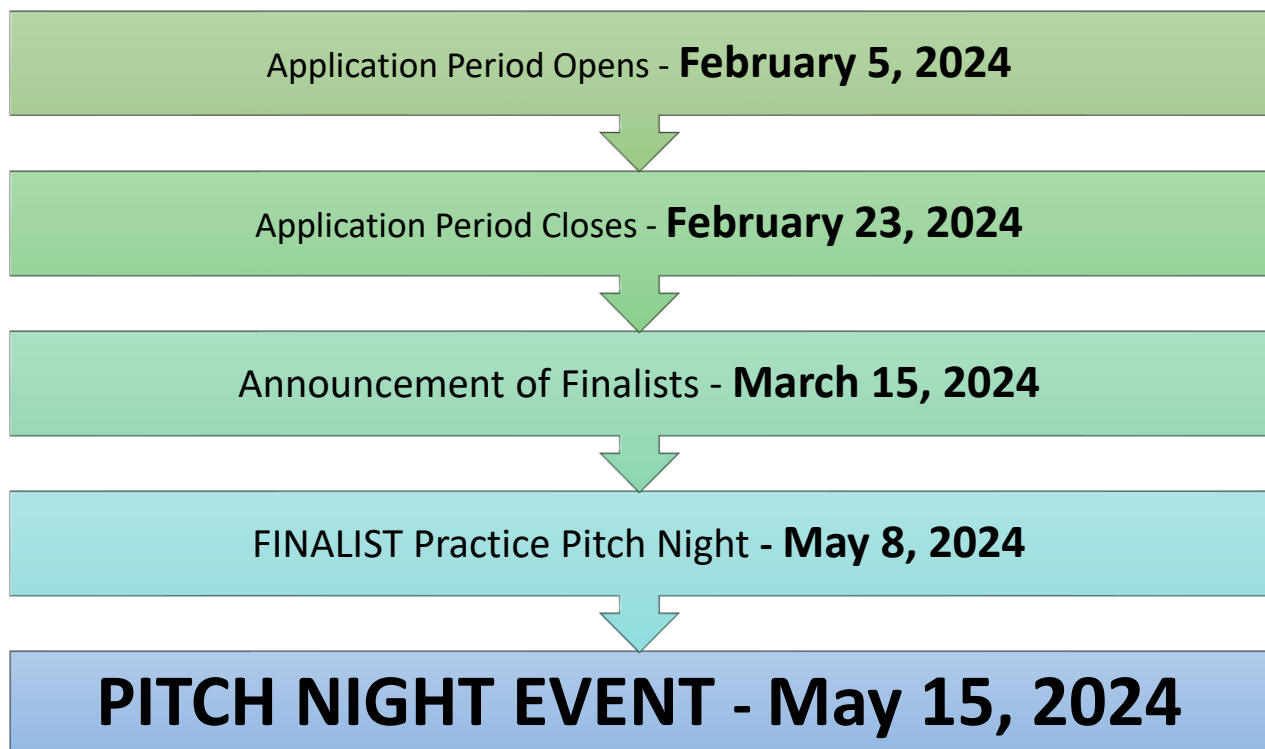 Application Period Opens - February 5, 2024
Application Period Closes - February 23, 2024
Announcement of Finalists - March 15, 2024
FINALIST Practice Pitch Night - May 8, 2024
PITCH NIGHT EVENT - May 15, 2024